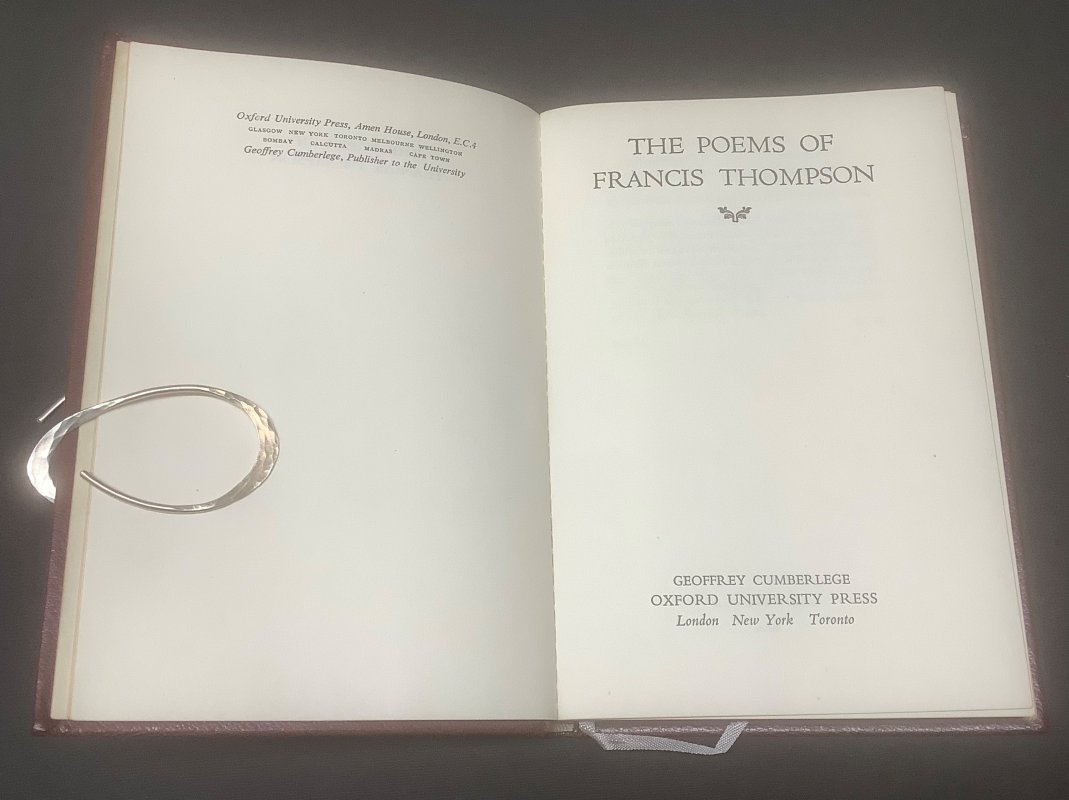 Oxford University Press, Amen House, London, E.C.4
GLASGOW NEW YORK TORONTO MELBOURNE WELLINGTON
BOMBAY CALCUTTA MADRAS CAPE TOWN
Geoffrey Cumberlege, Publisher to the University
THE POEMS OF
FRANCIS THOMPSON
GEOFFREY CUMBERLEGE
OXFORD UNIVERSITY PRESS
London New York Toronto